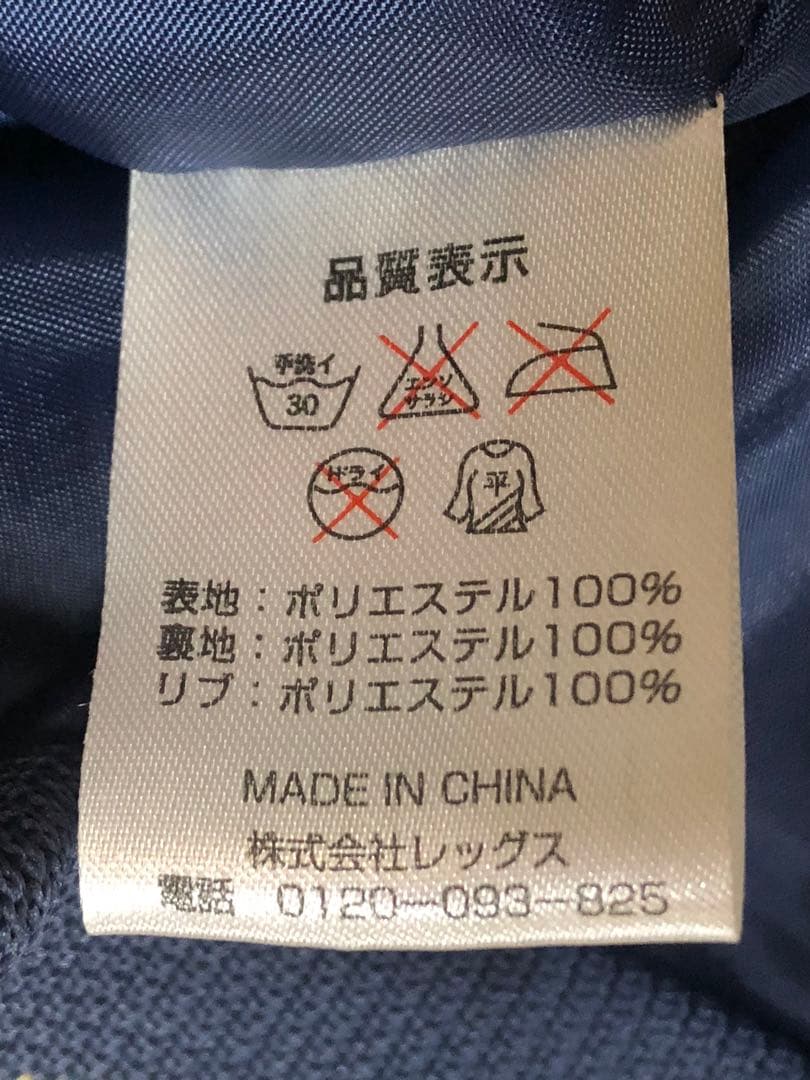 品質表示
手洗イ
30
エンソ
サラシ
ドライ
平
表地：ポリエステル100%
裏地：ポリエステル100%
リブ：ポリエステル100%
MADE IN CHINA
株式会社レッグス
電話 0120-093-825